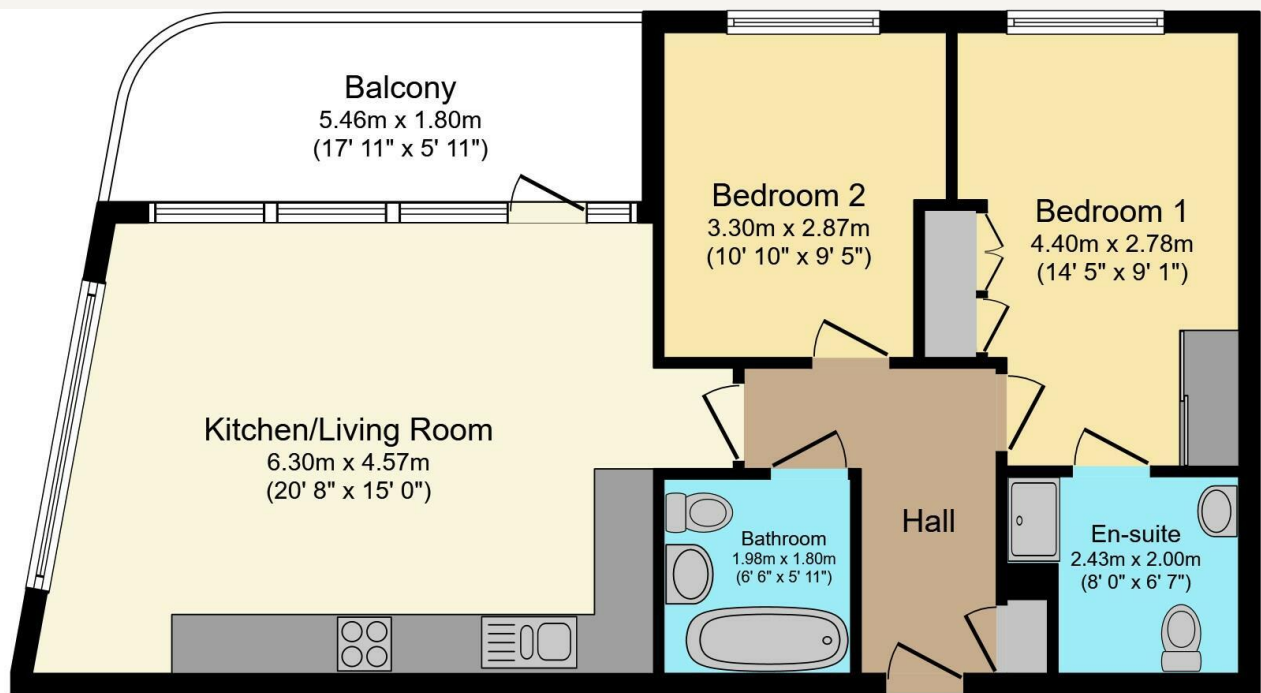 Balcony
5.46m x 1.80m
(17' 11" x 5' 11")
Bedroom 2
3.30m x 2.87m
(10' 10" x 9' 5")
Bedroom 1
4.40m x 2.78m
(14' 5" x 9' 1")
Kitchen/Living Room
6.30m x 4.57m
(20' 8" x 15' 0")
Bathroom
1.98m x 1.80m
(6' 6" x 5' 11")
Hall
En-suite
2.43m x 2.00m
(8' 0" x 6' 7")